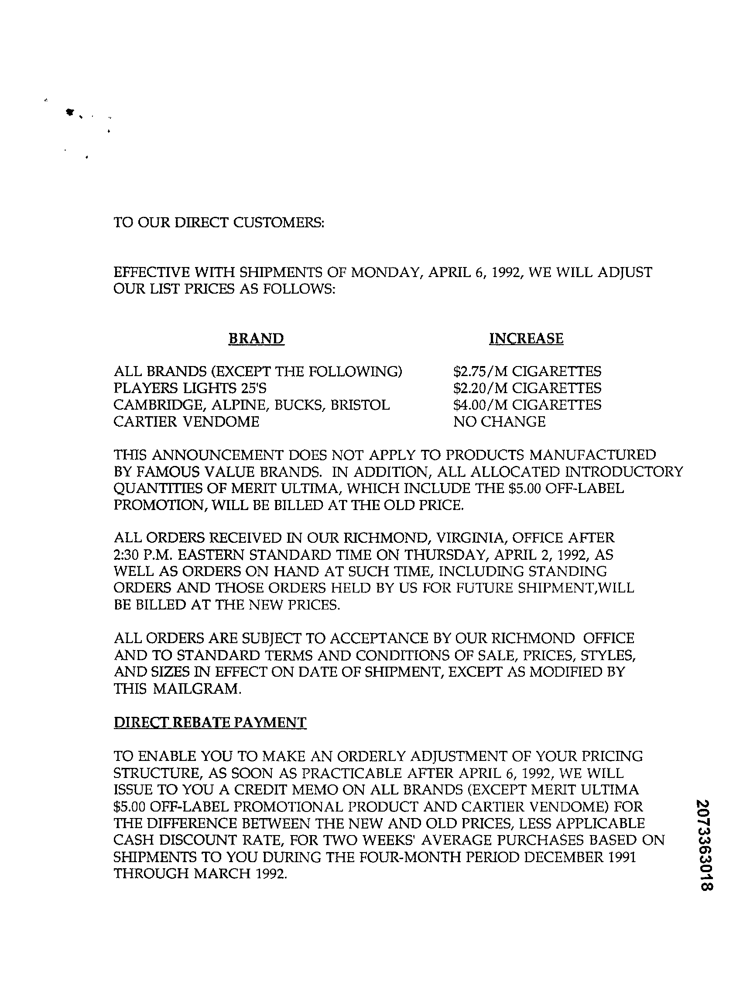 TO OUR DIRECT CUSTOMERS:
EFFECTIVE WITH SHIPMENTS OF MONDAY, APRIL 6, 1992, WE WILL ADJUST
OUR LIST PRICES AS FOLLOWS:
BRAND INCREASE
ALL BRANDS (EXCEPT THE FOLLOWING) $2.75/M CIGARETTES
PLAYERS LIGHTS 25'S $2.20/M CIGARETTES
CAMBRIDGE, ALPINE, BUCKS, BRISTOL $4.00/M CIGARETTES
CARTIER VENDOME NO CHANGE
THIS ANNOUNCEMENT DOES NOT APPLY TO PRODUCTS MANUFACTURED
BY FAMOUS VALUE BRANDS. IN ADDITION, ALL ALLOCATED INTRODUCTORY
QUANTITIES OF MERIT ULTIMA, WHICH INCLUDE THE $5.00 OFF-LABEL
PROMOTION, WILL BE BILLED AT THE OLD PRICE.
ALL ORDERS RECEIVED IN OUR RICHMOND, VIRGINIA, OFFICE AFTER
2:30 P.M. EASTERN STANDARD TIME ON THURSDAY, APRIL 2, 1992, AS
WELL AS ORDERS ON HAND AT SUCH TIME, INCLUDING STANDING
ORDERS AND THOSE ORDERS HELD BY US FOR FUTURE SHIPMENT,WILL
BE BILLED AT THE NEW PRICES.
ALL ORDERS ARE SUBJECT TO ACCEPTANCE BY OUR RICHMOND OFFICE
AND TO STANDARD TERMS AND CONDITIONS OF SALE, PRICES, STYLES,
AND SIZES IN EFFECT ON DATE OF SHIPMENT, EXCEPT AS MODIFIED BY
THIS MAILGRAM.
DIRECT REBATE PAYMENT
TO ENABLE YOU TO MAKE AN ORDERLY ADJUSTMENT OF YOUR PRICING
STRUCTURE, AS SOON AS PRACTICABLE AFTER APRIL 6, 1992, WE WILL
ISSUE TO YOU A CREDIT MEMO ON ALL BRANDS (EXCEPT MERIT ULTIMA
$5.00 OFF-LABEL PROMOTIONAL PRODUCT AND CARTIER VENDOME) FOR
THE DIFFERENCE BETWEEN THE NEW AND OLD PRICES, LESS APPLICABLE
CASH DISCOUNT RATE, FOR TWO WEEKS' AVERAGE PURCHASES BASED ON
SHIPMENTS TO YOU DURING THE FOUR-MONTH PERIOD DECEMBER 1991
THROUGH MARCH 1992.
2073363018